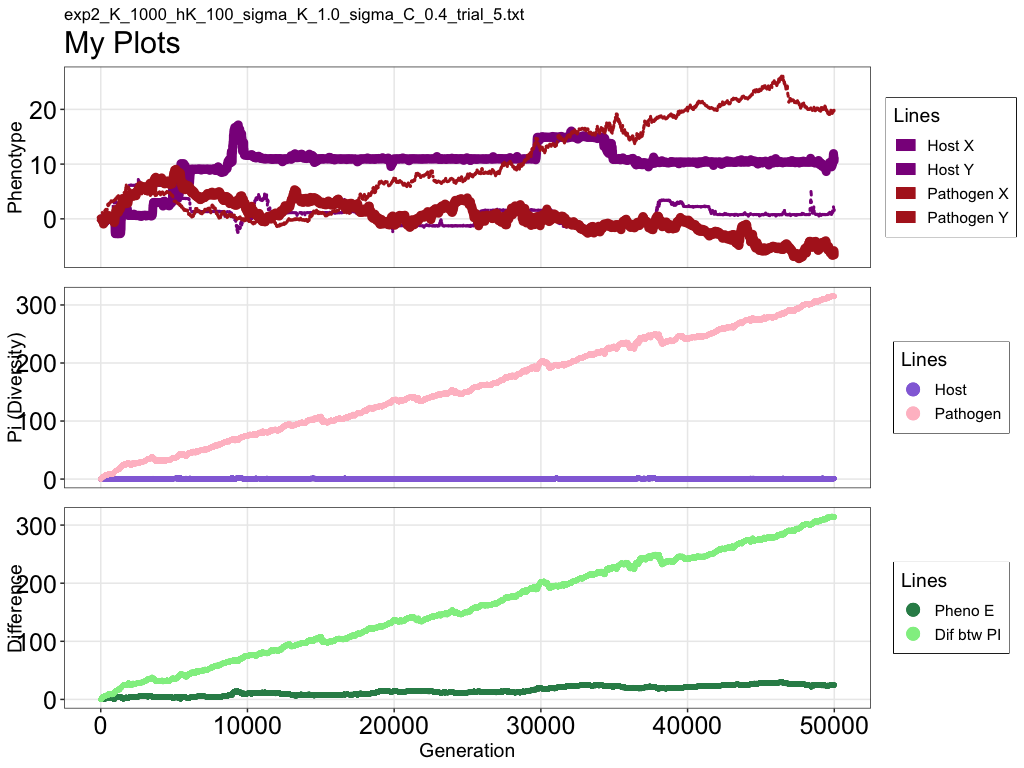 exp2_K_1000_hK_100_sigma_K_1.0_sigma_C_0.4_trial_5.txt
My Plots
Phenotype
20
10
0
Lines
Host X
Host Y
Pathogen X
Pathogen Y
Pi (Diversity)
300
200
100
0
Lines
Host
Pathogen
Difference
300
200
100
0
Lines
Pheno E
Dif btw PI
0 10000 20000 30000 40000 50000
Generation